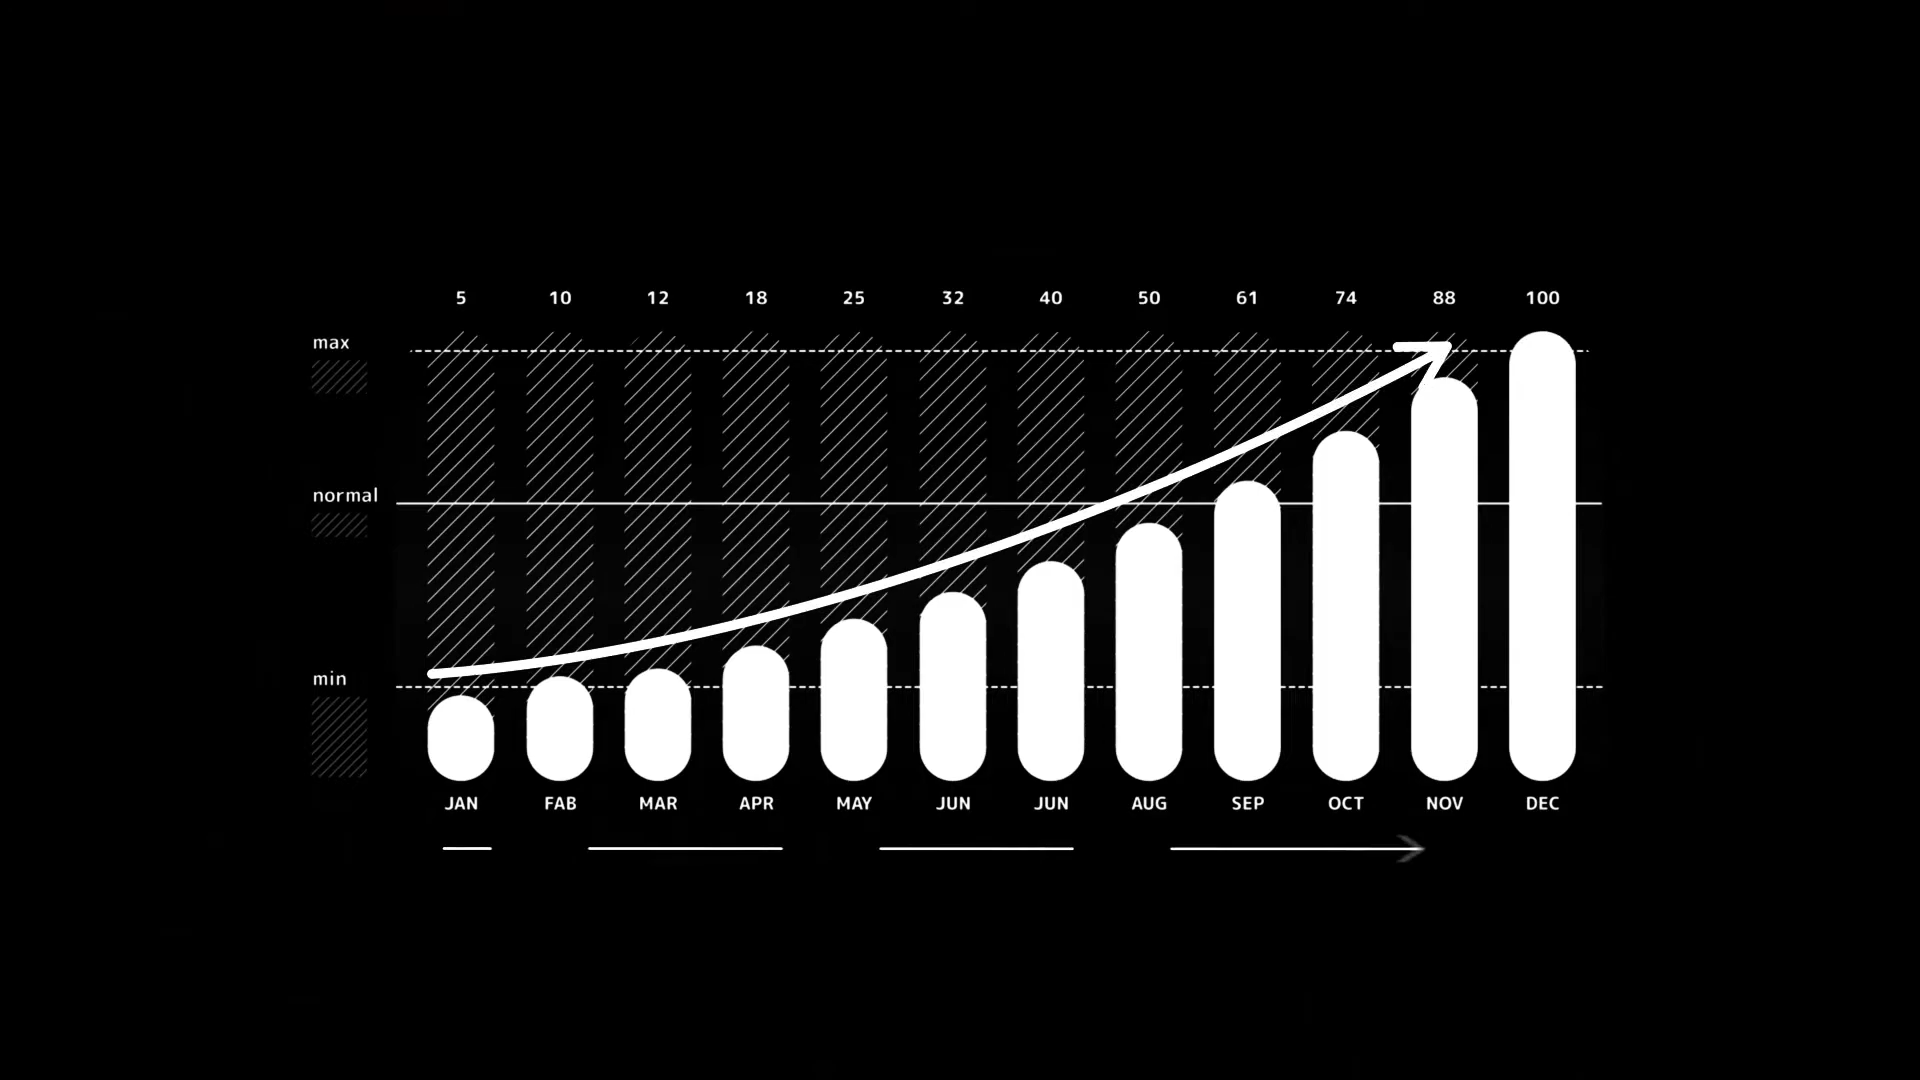 5 10 12 18 25 32 40 50 61 74 88 100
max
normal
min
JAN FAB MAR APR MAY JUN JUN AUG SEP OCT NOV DEC